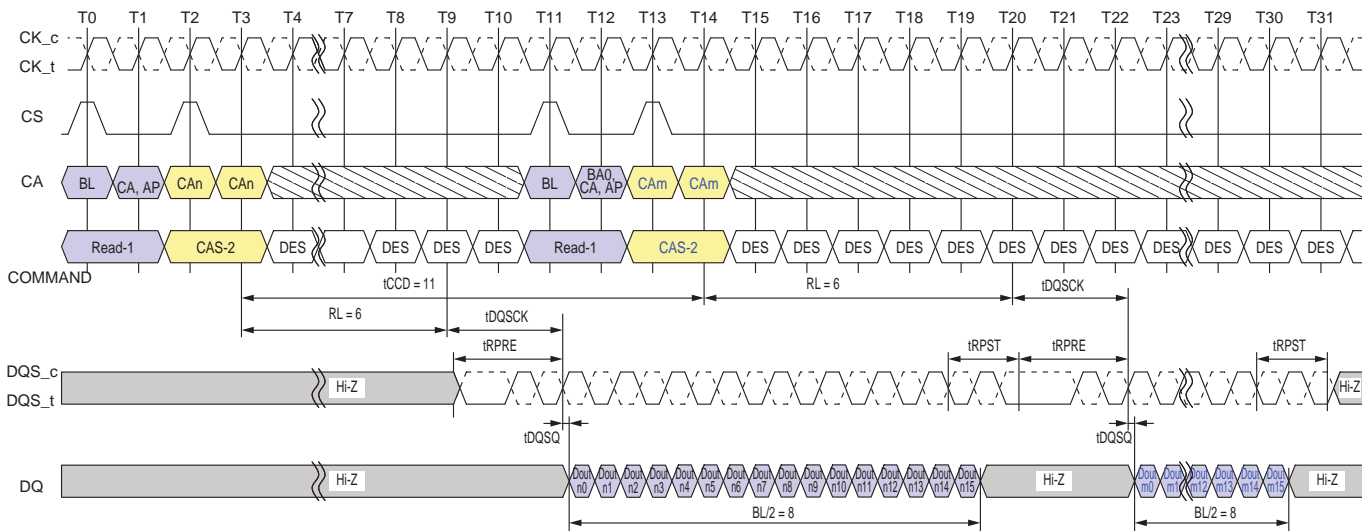 T0 T1 T2 T3 T4 T7 T8 T9 T10 T11 T12 T13 T14 T15 T16 T17 T18 T19 T20 T21 T22 T23 T29 T30 T31
CK_c
CK_t
CS
CA
BL CA, AP CAn CAn BL BA0, CA, AP CAm CAm
Read-1 CAS-2 DES DES DES DES Read-1 CAS-2 DES DES DES DES DES DES DES DES DES DES DES DES
COMMAND
tCCD = 11 RL = 6 tDQSCK
RL = 6 tDQSCK
tRPRE tRPST tRPRE tRPST
DQS_c
DQS_t
Hi-Z Hi-Z
tDQSQ tDQSQ
DQ
Hi-Z Dout n0 Dout n1 Dout n2 Dout n3 Dout n4 Dout n5 Dout n6 Dout n7 Dout n8 Dout n9 Dout n10 Dout n11 Dout n12 Dout n13 Dout n14 Dout n15 Hi-Z Dout m0 Dout m1 Dout m12 Dout m13 Dout m14 Dout m15 Hi-Z
BL/2 = 8 BL/2 = 8